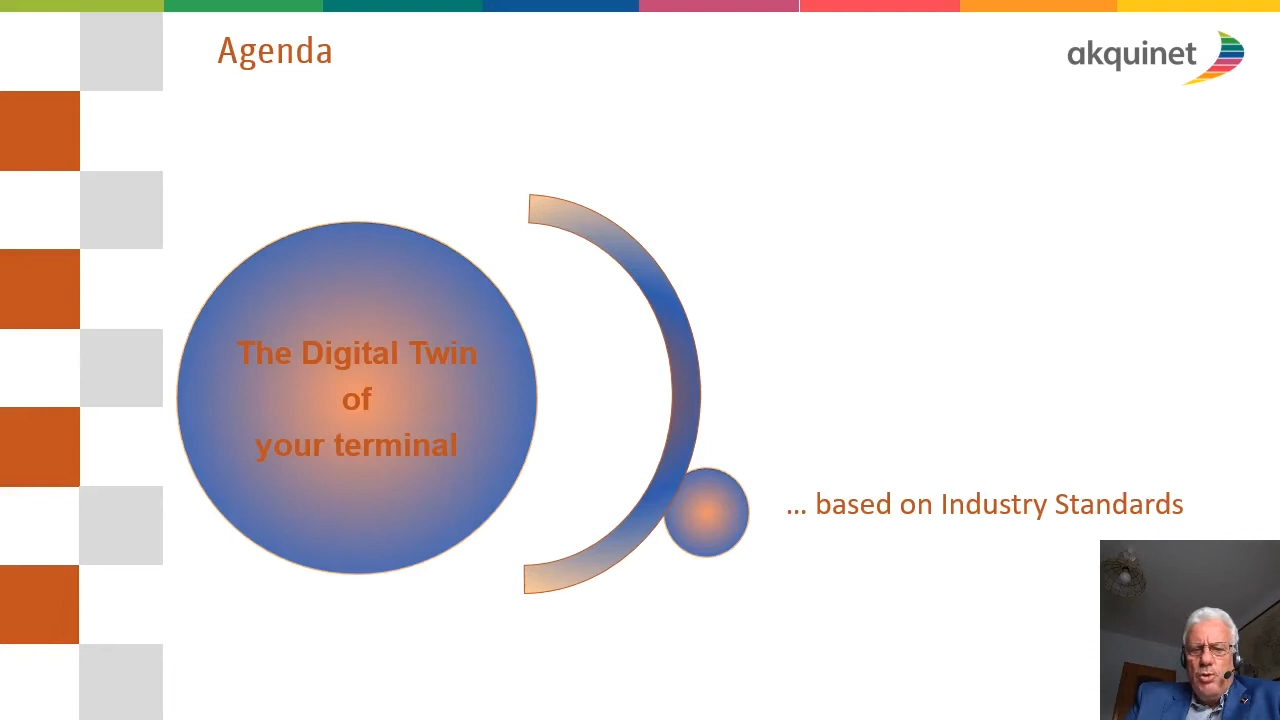 Agenda
akquinet
The Digital Twin
of
your terminal
... based on Industry Standards